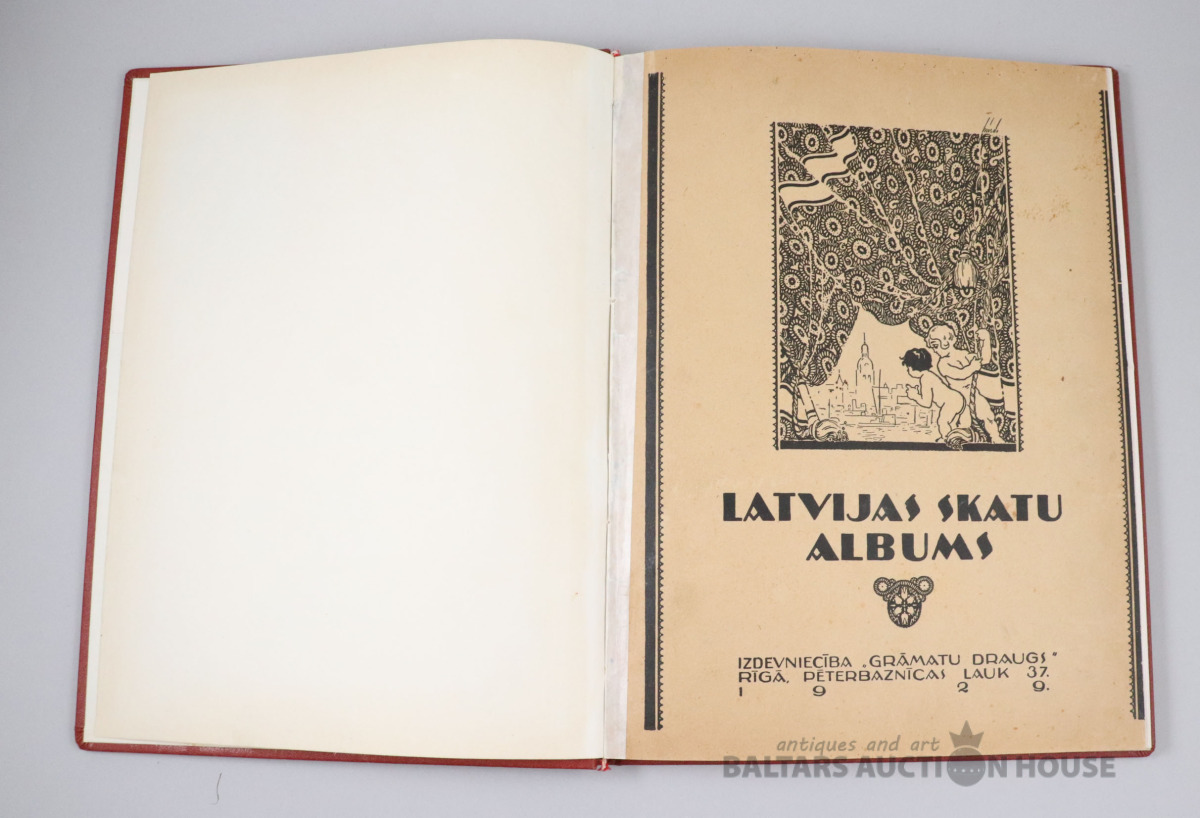 LATVIJAS SKATU
ALBUMS
IZDEVNIECĪBA „GRĀMATU DRAUGS"
RĪGĀ, PĒTERBAZNĪCAS LAUK 37.
1 9 2 9.
antiques and art
BALTARS AUCTION HOUSE